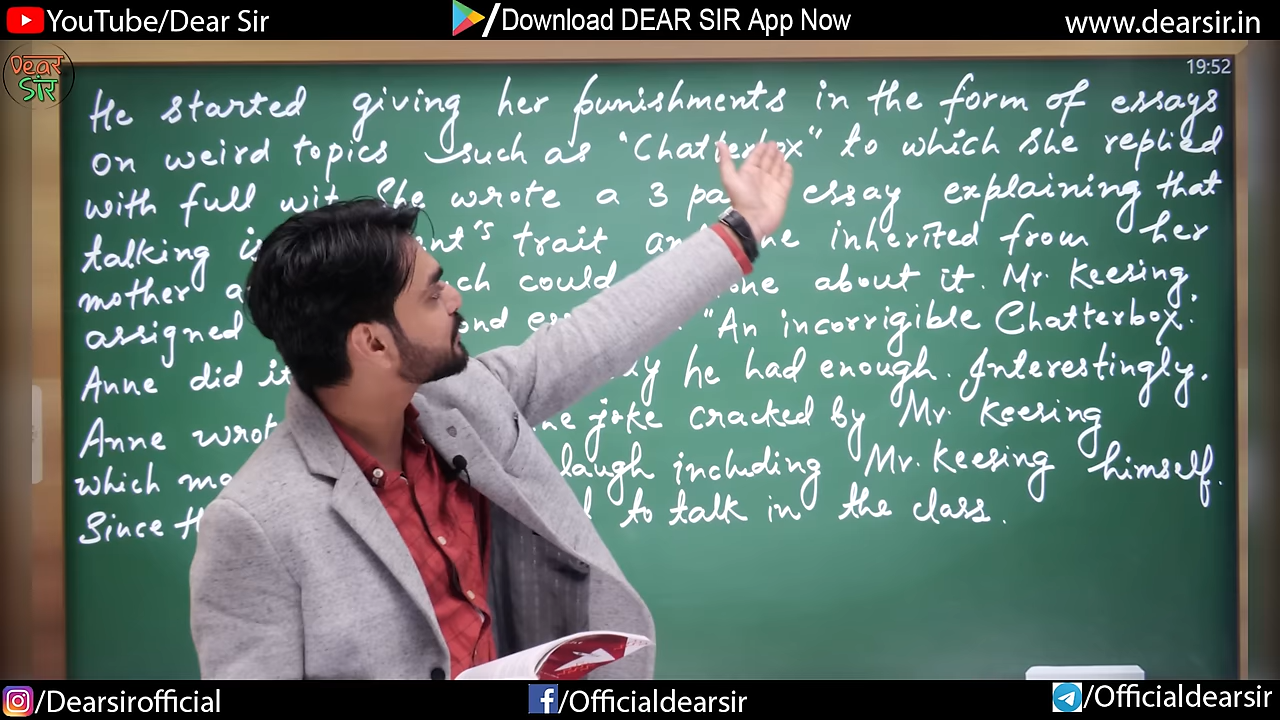 YouTube/Dear Sir
/Download DEAR SIR App Now
www.dearsir.in
Dear Sir
19:52
He started giving her punishments in the form of essays
on weird topics such as "Chatterbox" to which she replied
with full wit. She wrote a 3 essay explaining that
talking trait inherited from her
mother could about it. Mr. Keesing,
assigned "An incorrigible Chatterbox.
Anne did it he had enough. Interestingly,
Anne joke cracked by Mr. Keesing
which laugh including Mr. Keesing himself.
Since to talk in the class.
/Dearsirofficial
/Officialdearsir
/Officialdearsir